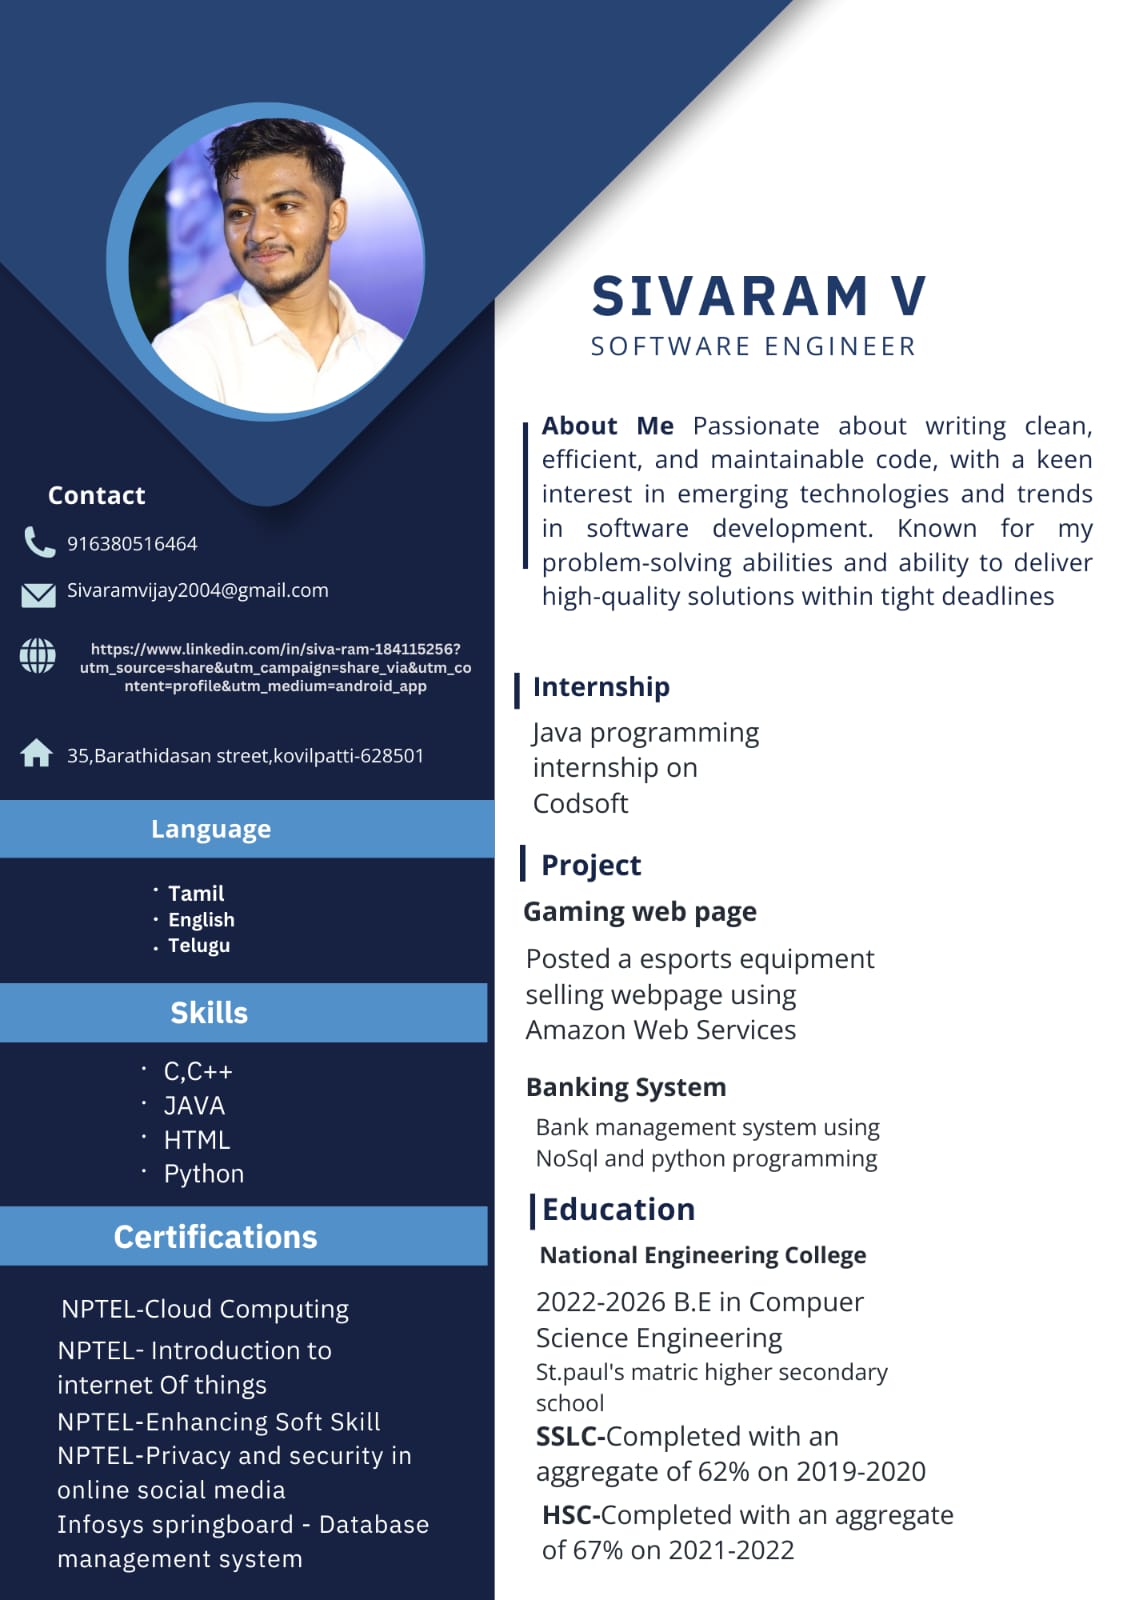 SIVARAM V
SOFTWARE ENGINEER
About Me Passionate about writing clean,
efficient, and maintainable code, with a keen
interest in emerging technologies and trends
in software development. Known for my
problem-solving abilities and ability to deliver
high-quality solutions within tight deadlines
Contact
916380516464
Sivaramvijay2004@gmail.com
https://www.linkedin.com/in/siva-ram-184115256?
utm_source=share&utm_campaign=share_via&utm_co
ntent=profile&utm_medium=android_app
35,Barathidasan street,kovilpatti-628501
Language
· Tamil
· English
· Telugu
Skills
· C,C++
· JAVA
· HTML
· Python
Certifications
NPTEL-Cloud Computing
NPTEL- Introduction to
internet Of things
NPTEL-Enhancing Soft Skill
NPTEL-Privacy and security in
online social media
Infosys springboard - Database
management system
Internship
Java programming
internship on
Codsoft
Project
Gaming web page
Posted a esports equipment
selling webpage using
Amazon Web Services
Banking System
Bank management system using
NoSql and python programming
Education
National Engineering College
2022-2026 B.E in Compuer
Science Engineering
St.paul's matric higher secondary
school
SSLC-Completed with an
aggregate of 62% on 2019-2020
HSC-Completed with an aggregate
of 67% on 2021-2022